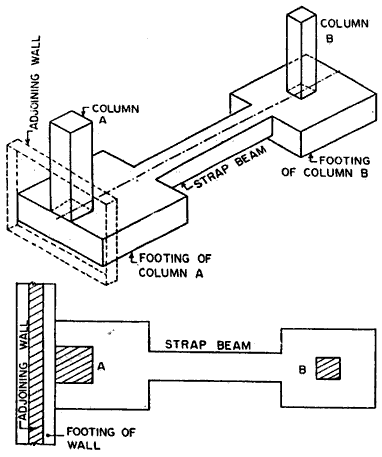 COLUMN
B
ADJOINING WALL
COLUMN
A
STRAP BEAM
FOOTING
OF COLUMN B
FOOTING OF
COLUMN A
STRAP BEAM
A
B
ADJOINING WALL
FOOTING OF
WALL